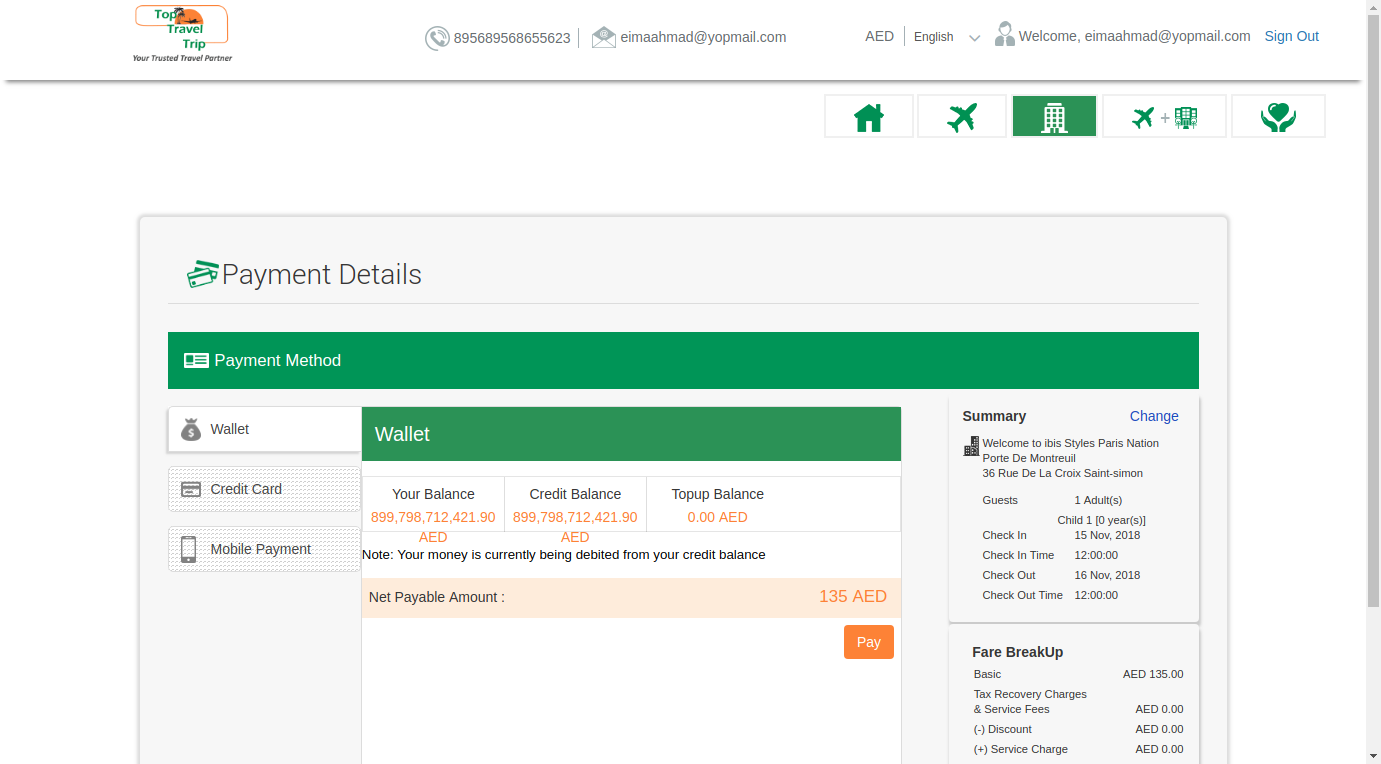 Top
Travel
Trip
Your Trusted Travel Partner
895689568655623
eimaahmad@yopmail.com
AED
English
Welcome, eimaahmad@yopmail.com
Sign Out
+
Payment Details
Payment Method
Wallet
Credit Card
Mobile Payment
Wallet
Your Balance
899,798,712,421.90
AED
Credit Balance
899,798,712,421.90
AED
Topup Balance
0.00 AED
Note: Your money is currently being debited from your credit balance
Net Payable Amount : 135 AED
Pay
Summary Change
Welcome to ibis Styles Paris Nation
Porte De Montreuil
36 Rue De La Croix Saint-simon
Guests 1 Adult(s)
Child 1 [0 year(s)]
Check In 15 Nov, 2018
Check In Time 12:00:00
Check Out 16 Nov, 2018
Check Out Time 12:00:00
Fare BreakUp
Basic AED 135.00
Tax Recovery Charges
& Service Fees AED 0.00
(-) Discount AED 0.00
(+) Service Charge AED 0.00